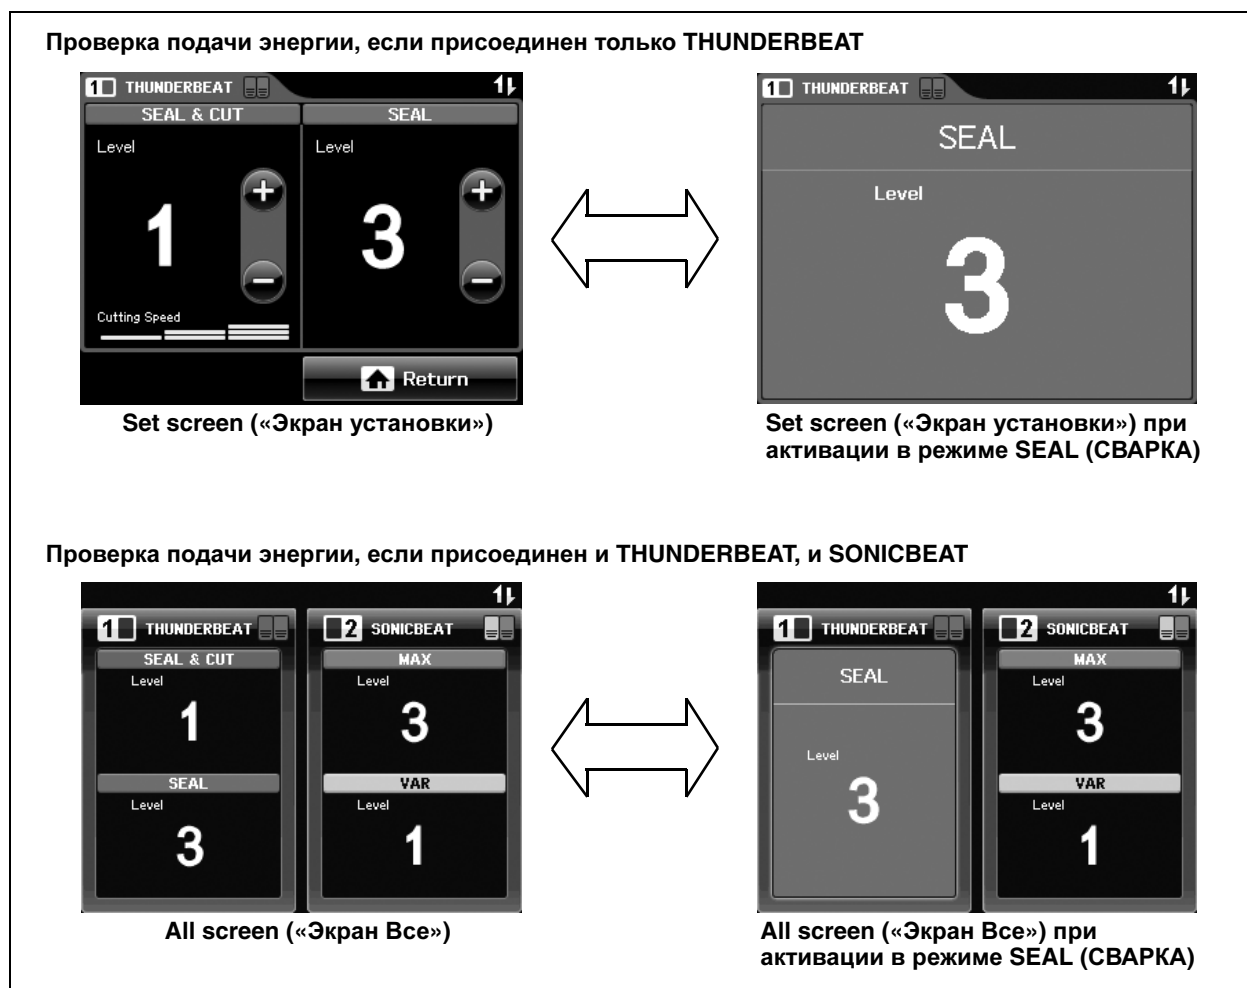 Проверка подачи энергии, если присоединен только THUNDERBEAT
1 THUNDERBEAT
SEAL & CUT
SEAL
Level
Level
1
3
Cutting Speed
Return
Set screen («Экран установки»)
1 THUNDERBEAT
SEAL
Level
3
Set screen («Экран установки») при
активации в режиме SEAL (СВАРКА)
Проверка подачи энергии, если присоединен и THUNDERBEAT, и SONICBEAT
1 THUNDERBEAT
SEAL & CUT
Level
1
SEAL
Level
3
2 SONICBEAT
MAX
Level
3
VAR
Level
1
All screen («Экран Все»)
1 THUNDERBEAT
SEAL
Level
3
2 SONICBEAT
MAX
Level
3
VAR
Level
1
All screen («Экран Все») при
активации в режиме SEAL (СВАРКА)